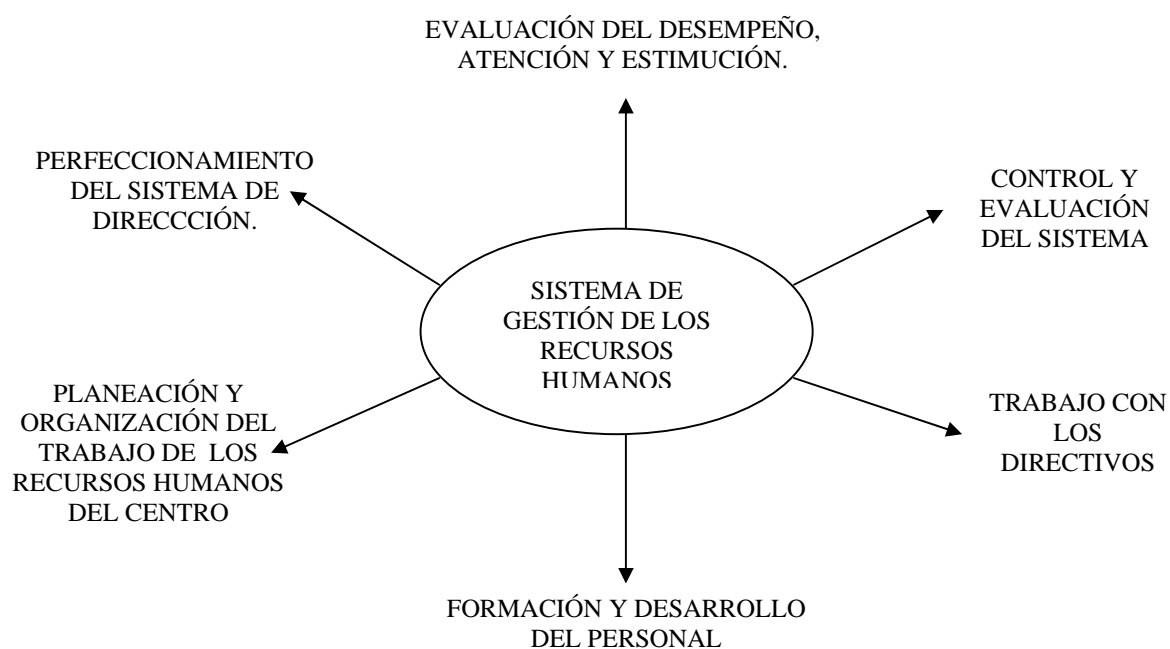 EVALUACIÓN DEL DESEMPEÑO,
ATENCIÓN Y ESTIMUCIÓN.
PERFECCIONAMIENTO
DEL SISTEMA DE
DIRECCCIÓN.
CONTROL Y
EVALUACIÓN
DEL SISTEMA
SISTEMA DE
GESTIÓN DE LOS
RECURSOS
HUMANOS
PLANEACIÓN Y
ORGANIZACIÓN DEL
TRABAJO DE LOS
RECURSOS HUMANOS
DEL CENTRO
TRABAJO CON
LOS
DIRECTIVOS
FORMACIÓN Y DESARROLLO
DEL PERSONAL